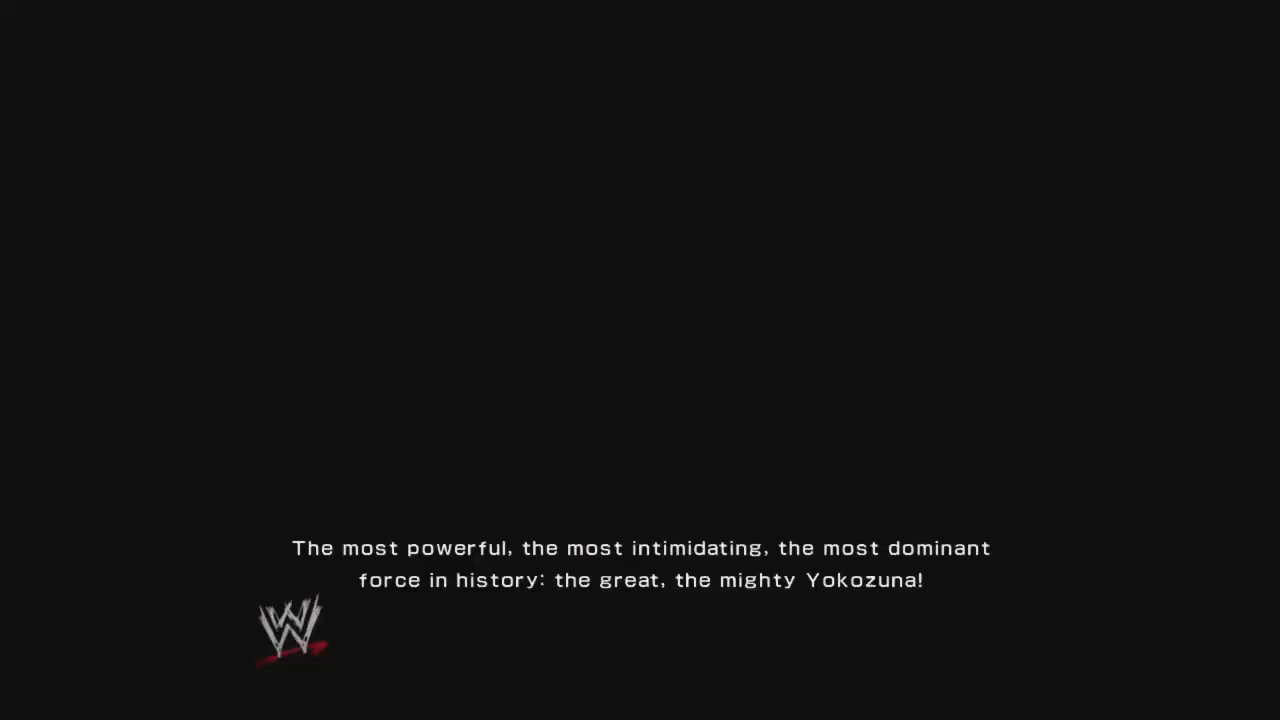 The most powerful, the most intimidating, the most dominant
force in history: the great, the mighty Yokozuna!
W